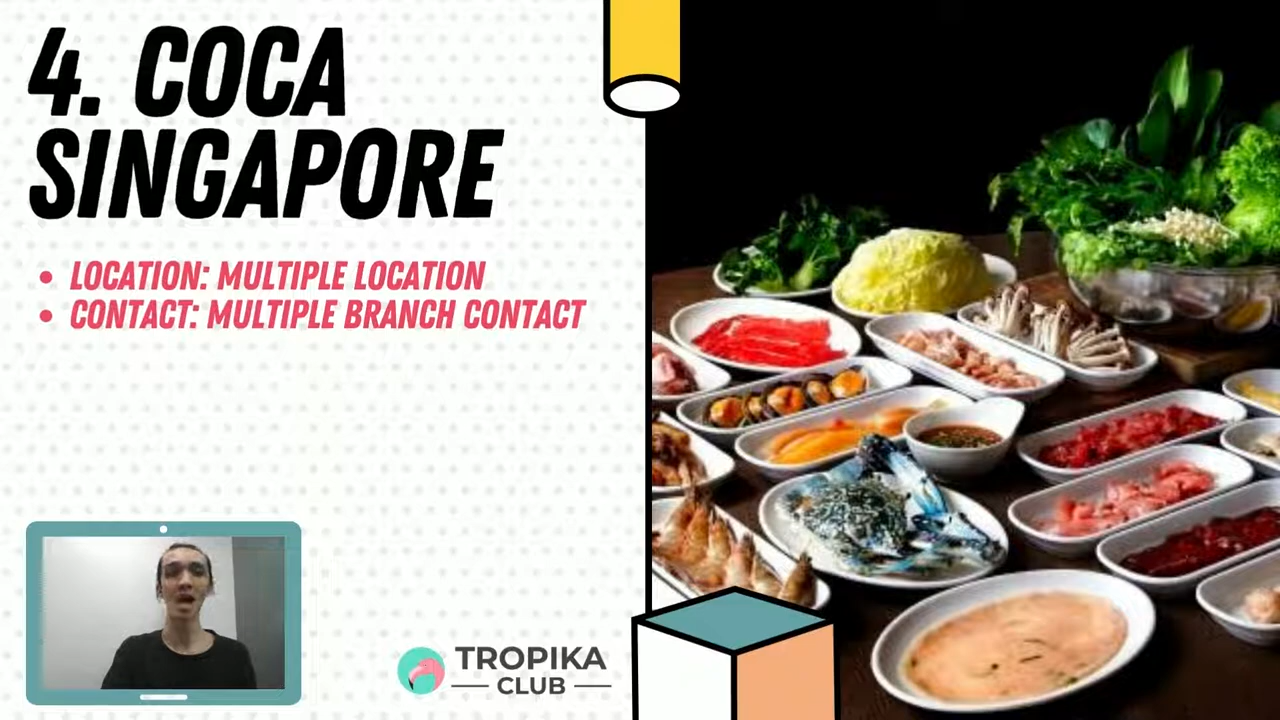 4. COCA
SINGAPORE
• LOCATION: MULTIPLE LOCATION
• CONTACT: MULTIPLE BRANCH CONTACT
TROPIKA
CLUB